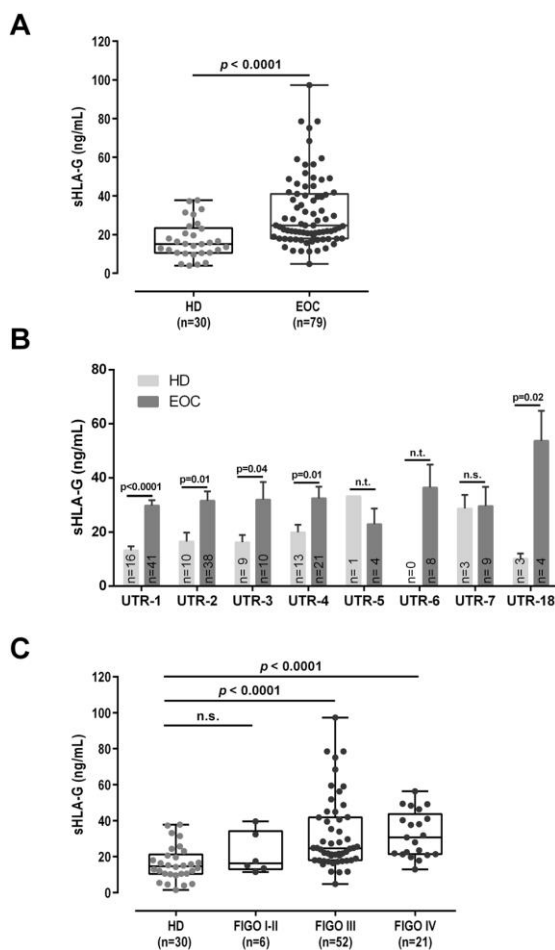 A
120
100
80
60
40
20
0
sHLA-G (ng/mL)
p < 0.0001
HD
(n=30)
EOC
(n=79)
B
80
60
40
20
0
sHLA-G (ng/mL)
HD
EOC
p<0.0001
p=0.01
p=0.04
p=0.01
n.t.
n.t.
n.s.
p=0.02
n=16
n=41
n=10
n=38
n= 9
n=10
n=13
n=21
n= 1
n= 4
n=0
n= 8
n= 3
n= 9
n= 3
n= 4
UTR-1
UTR-2
UTR-3
UTR-4
UTR-5
UTR-6
UTR-7
UTR-18
C
120
100
80
60
40
20
0
sHLA-G (ng/mL)
p < 0.0001
p < 0.0001
n.s.
HD
(n=30)
FIGO I-II
(n=6)
FIGO III
(n=52)
FIGO IV
(n=21)